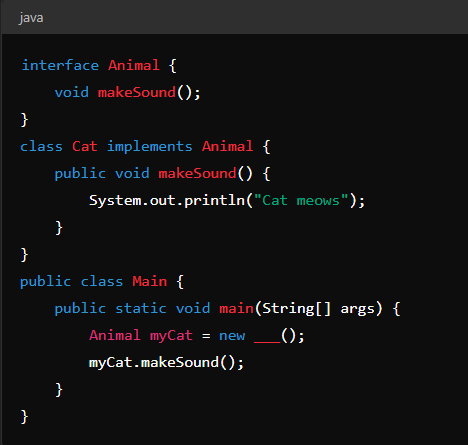 java
interface Animal {
    void makeSound();
}
class Cat implements Animal {
    public void makeSound() {
        System.out.println("Cat meows");
    }
}
public class Main {
    public static void main(String[] args) {
        Animal myCat = new ___();
        myCat.makeSound();
    }
}